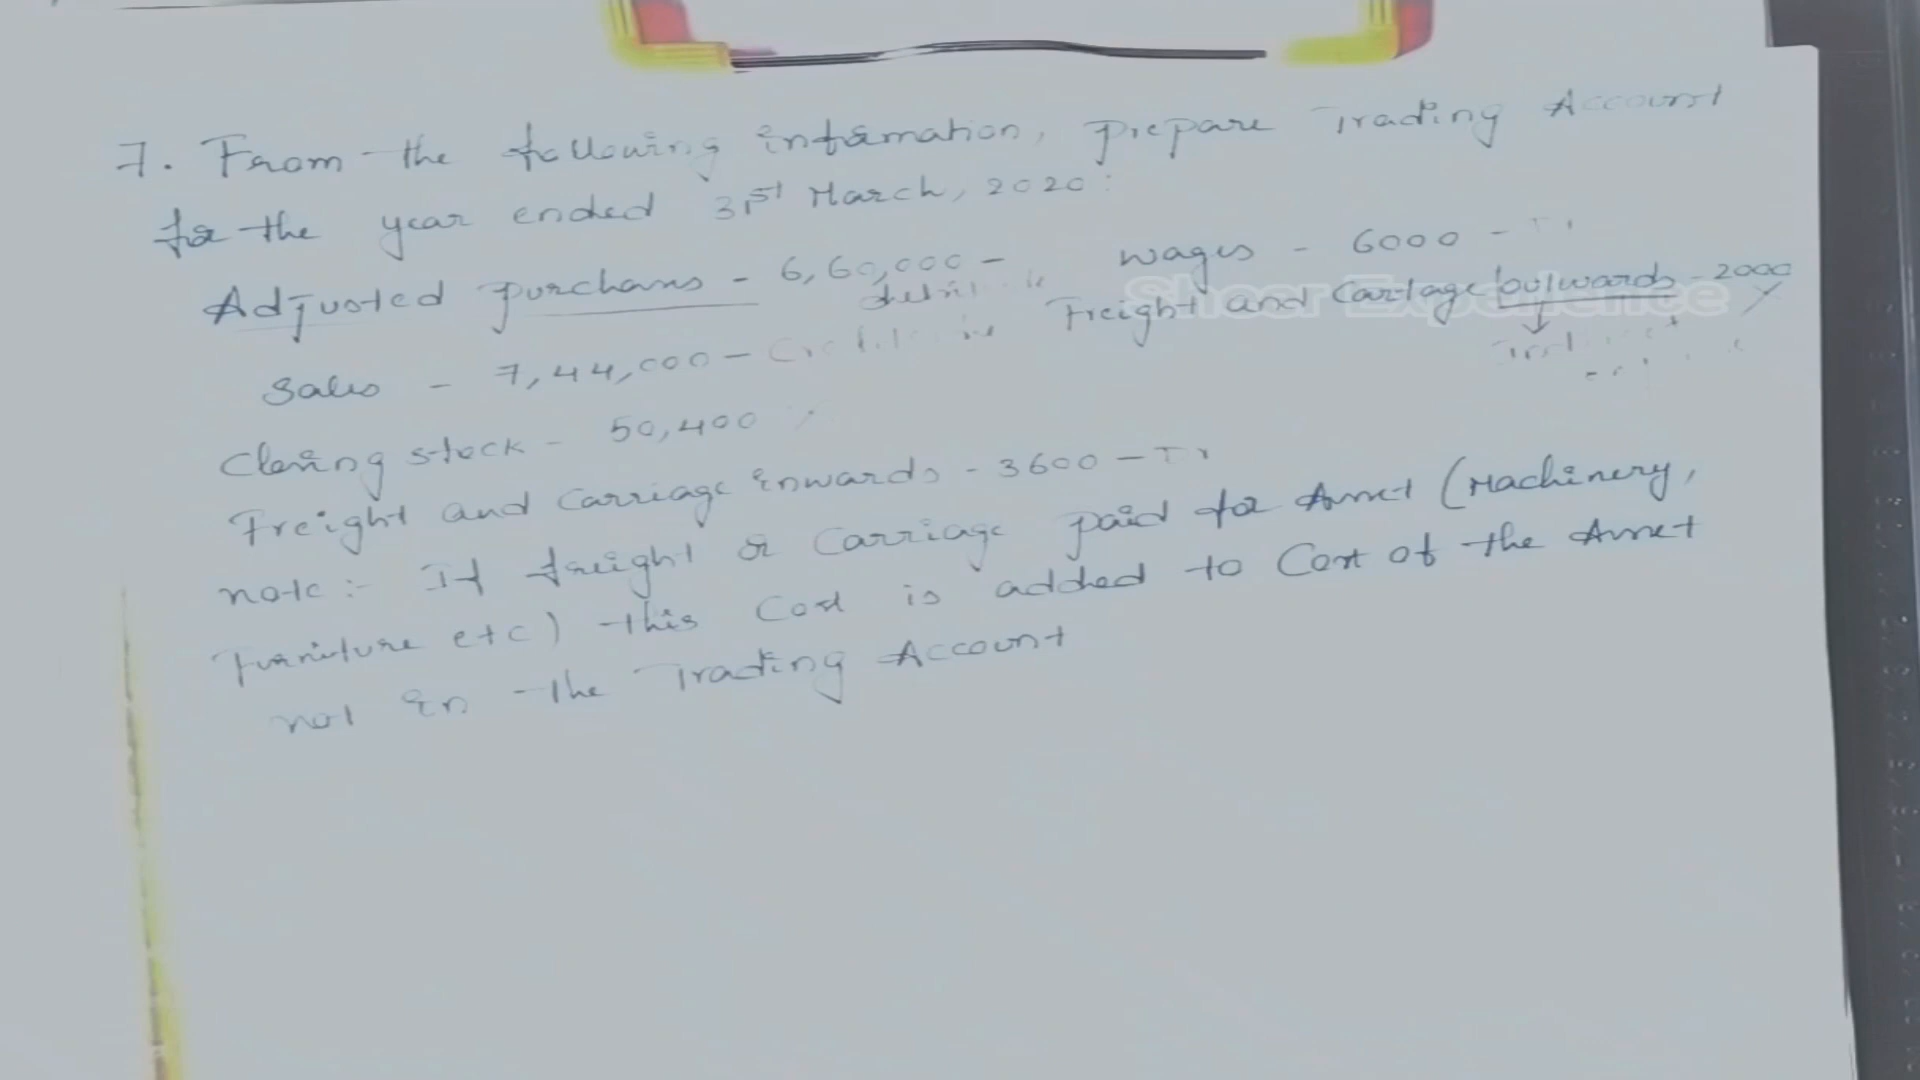 7. From the following information, prepare Trading Account
for the year ended 31st March, 2020:
Adjusted purchases - 6,60,000 - wages - 6000 -
Freight and Cartage outwards - 2000
Sales - 7,44,000 -
Closing stock - 50,400
Freight and Carriage inwards - 3600 - Tr
Note :- If freight or Carriage paid for Asset (Machinery,
Furniture etc) this Cost is added to Cost of the Asset
not in the Trading Account
Sheer Experience